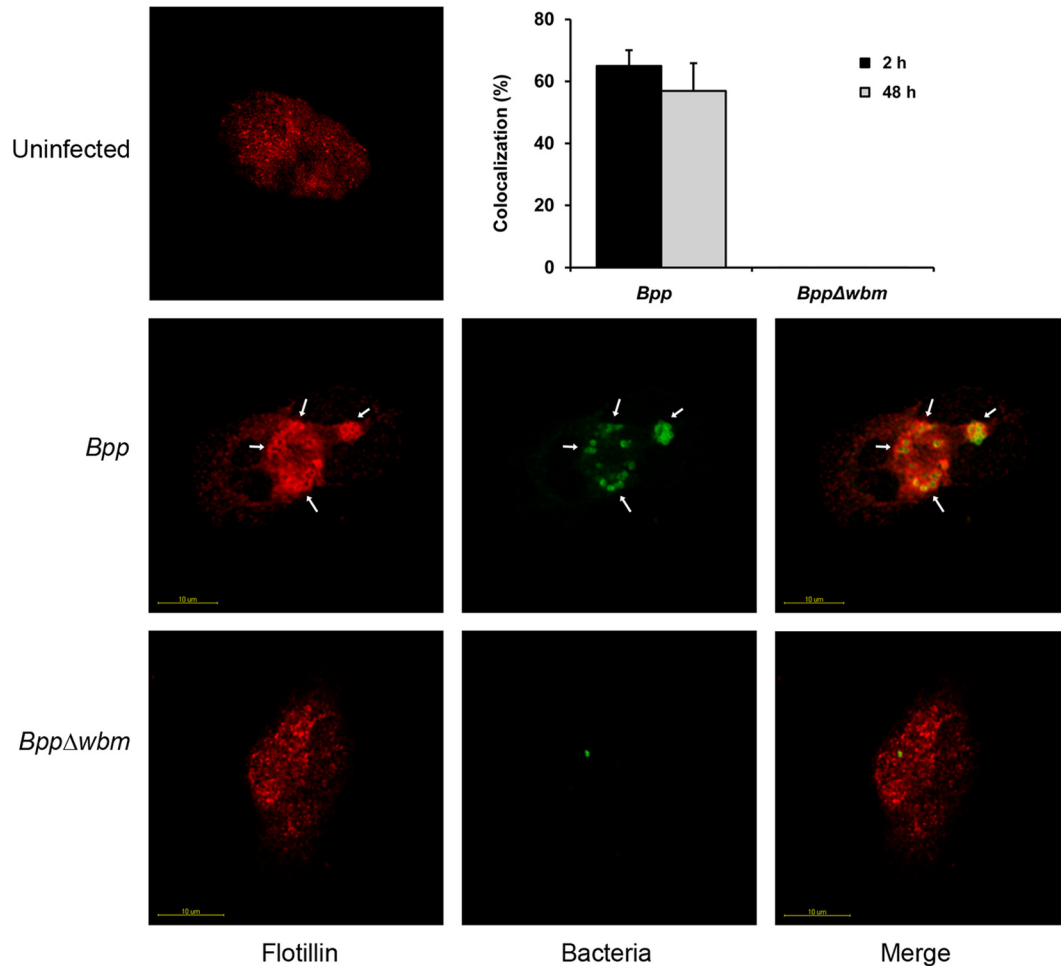 Uninfected
80
60
40
20
0
Colocalization (%)
2 h
48 h
Bpp
BppΔwbm
Bpp
10 um
10 um
BppΔwbm
10 um
10 um
Flotillin
Bacteria
Merge